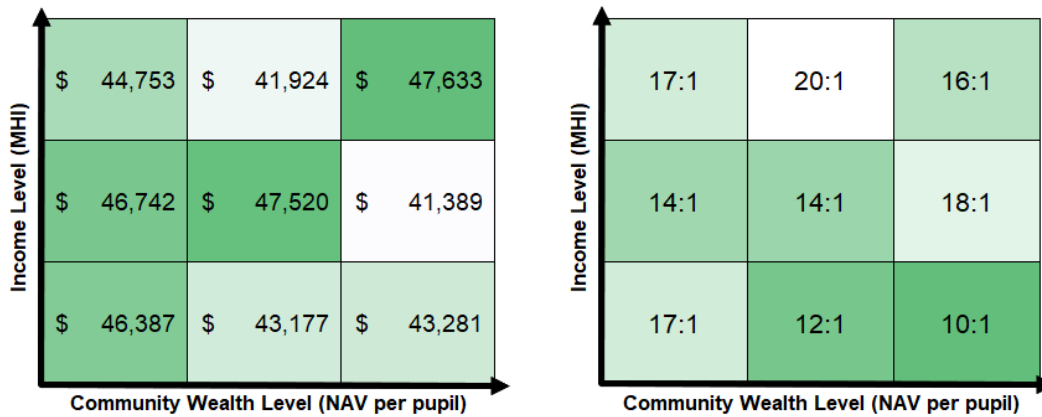 Income Level (MHI)
$ 44,753 $ 41,924 $ 47,633
$ 46,742 $ 47,520 $ 41,389
$ 46,387 $ 43,177 $ 43,281
Community Wealth Level (NAV per pupil)
Income Level (MHI)
17:1 20:1 16:1
14:1 14:1 18:1
17:1 12:1 10:1
Community Wealth Level (NAV per pupil)